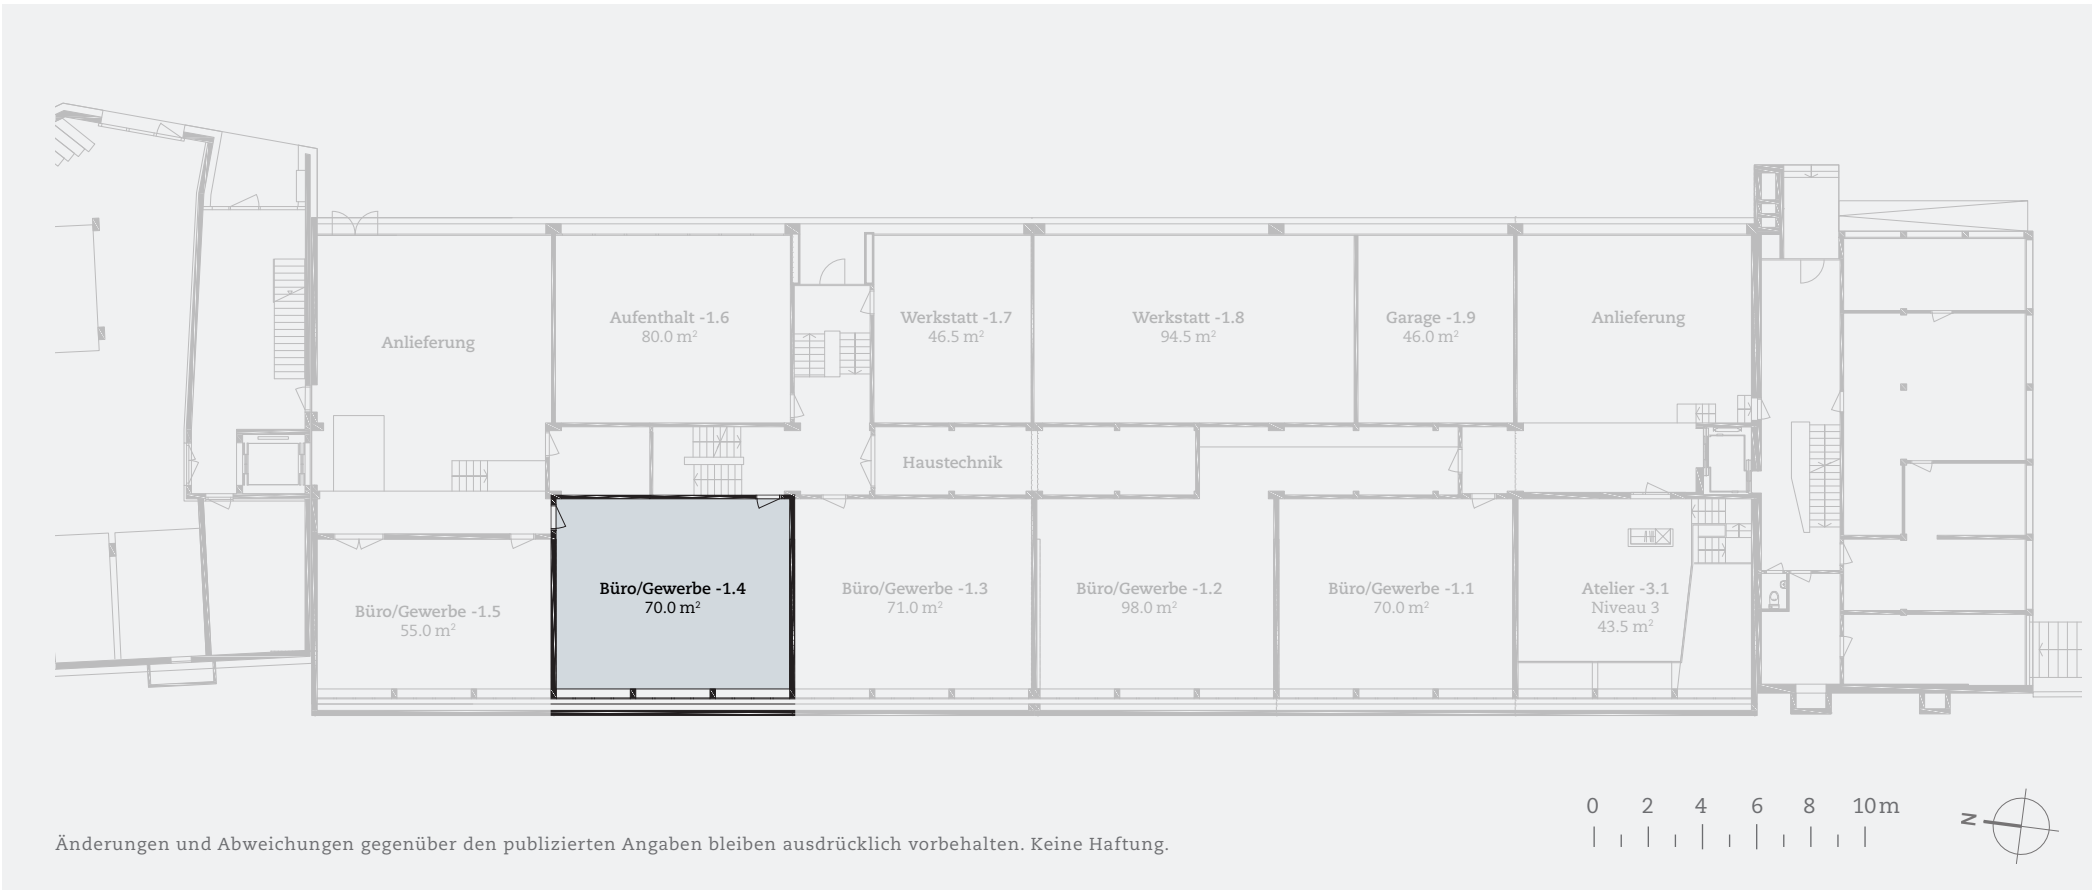 Aufenthalt -1.6
80.0 m²
Werkstatt -1.7
46.5 m²
Werkstatt -1.8
94.5 m²
Garage -1.9
46.0 m²
Anlieferung
Anlieferung
Haustechnik
Büro/Gewerbe -1.5
55.0 m²
Büro/Gewerbe -1.4
70.0 m²
Büro/Gewerbe -1.3
71.0 m²
Büro/Gewerbe -1.2
98.0 m²
Büro/Gewerbe -1.1
70.0 m²
Atelier -3.1
Niveau 3
43.5 m²
0 2 4 6 8 10 m
N
Änderungen und Abweichungen gegenüber den publizierten Angaben bleiben ausdrücklich vorbehalten. Keine Haftung.